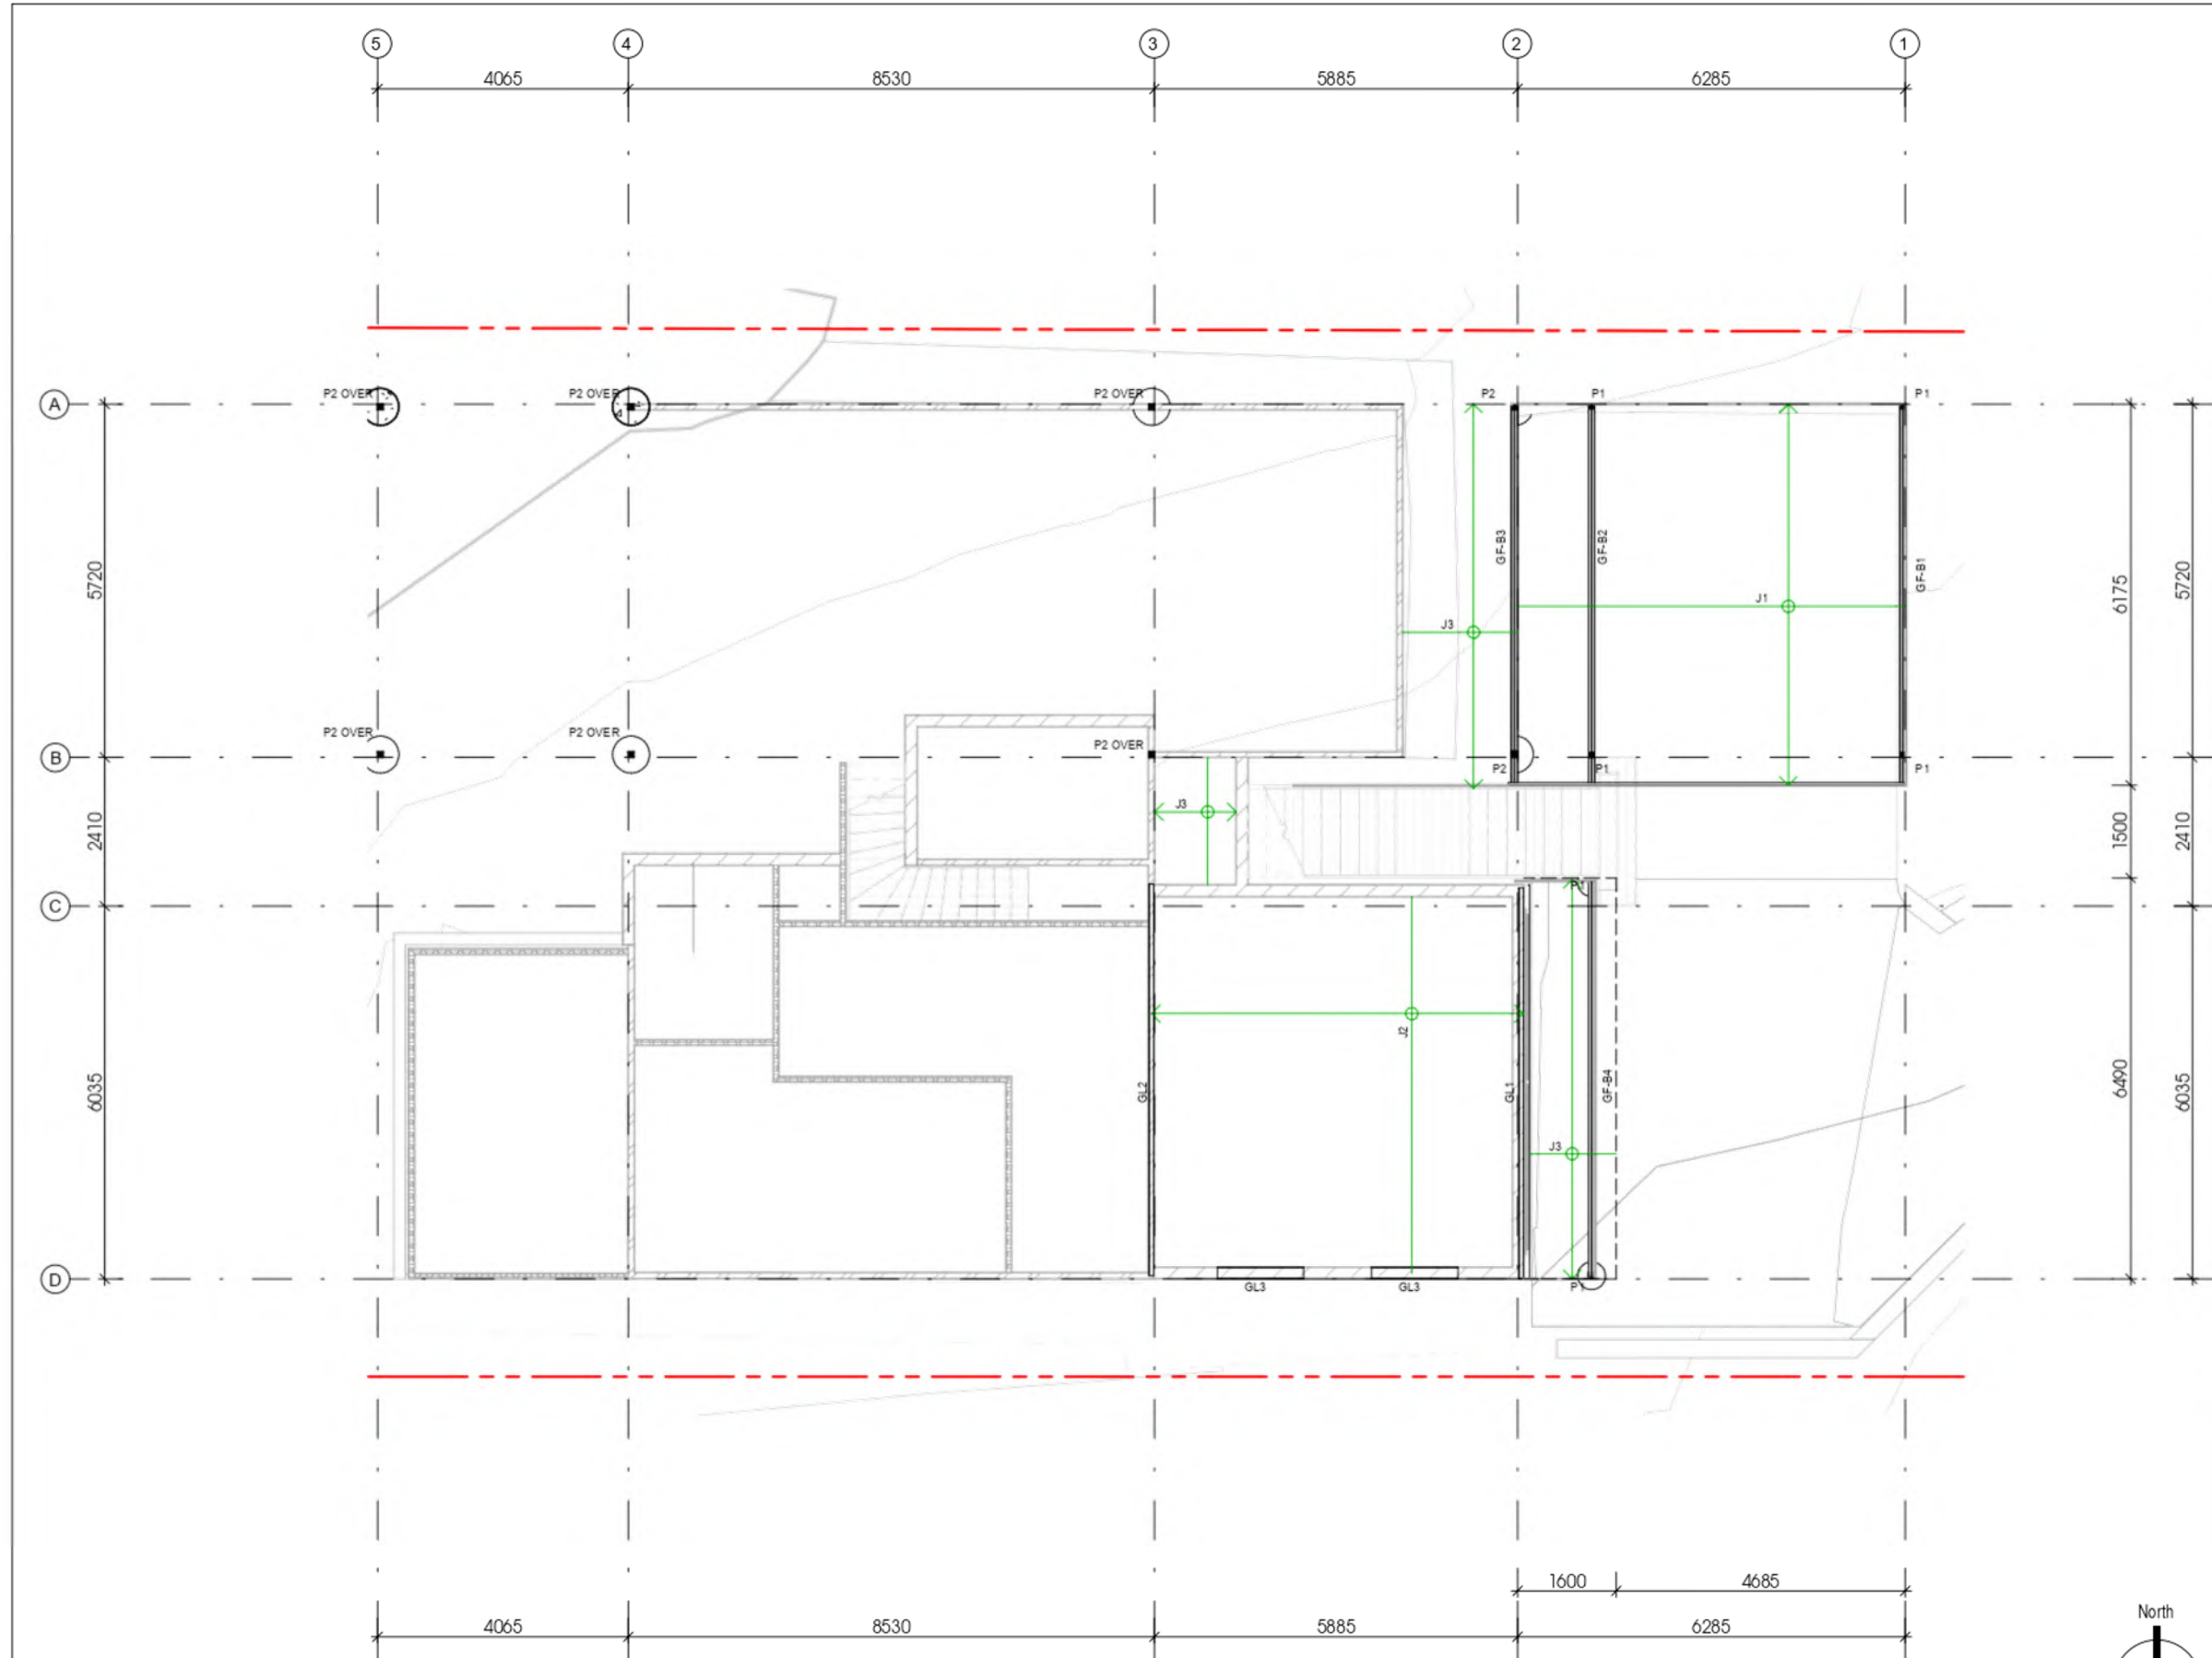 5 4 3 2 1
4065 8530 5885 6285
A P2 OVER P2 OVER P2 OVER P2 P1 P1
GF-B3 GF-B2 GF-B1
5720 6175 5720
J1
J3
B P2 OVER P2 OVER P2 OVER P2 P1 P1
J3
2410 1500 2410
C P1
J2
6035 GL2 GL1 GF-B4 6490 6035
J3
D GL3 GL3 P1
1600 4685
4065 8530 5885 6285
North